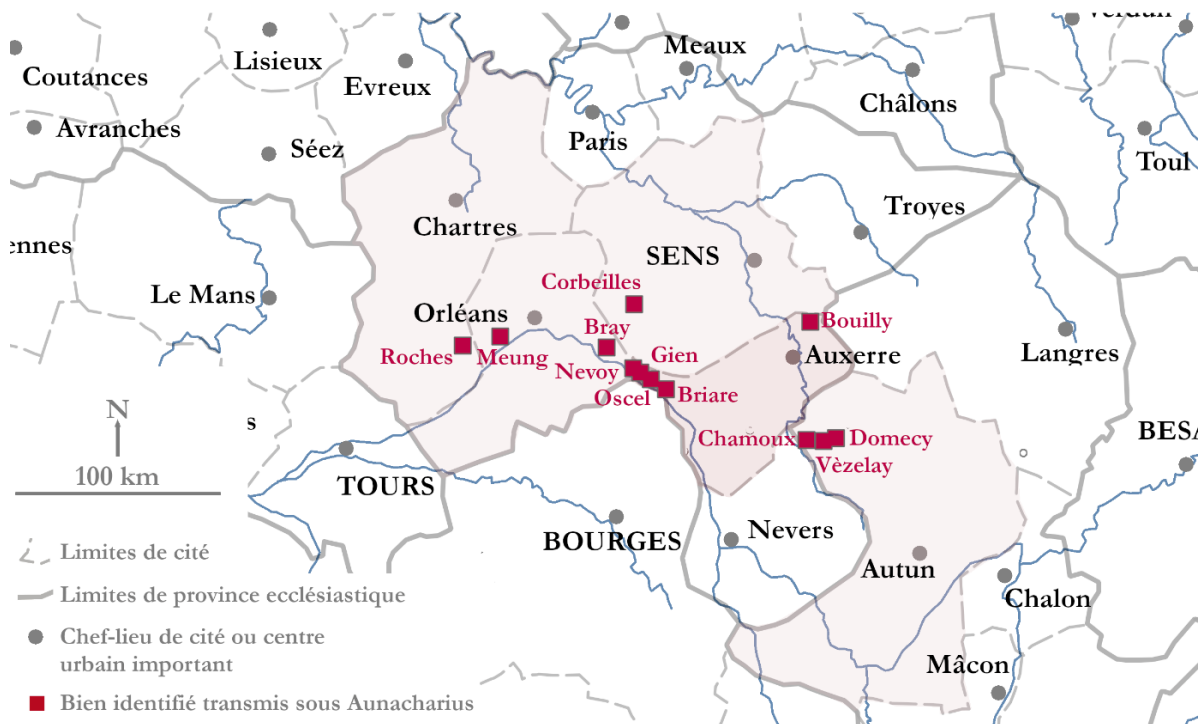 Verdun
Meaux
Lisieux
Coutances
Evreux
Châlons
Avranches
Paris
Séez
Toul
Troyes
Chartres
ennes
SENS
Le Mans
Corbeilles
Orléans
Bray
Bouilly
Roches
Meung
Gien
Auxerre
Langres
Nevoy
Oscel
Briare
N
s
Chamoux
Domecy
BESA
Vèzelay
100 km
TOURS
BOURGES
Nevers
Autun
Chalon
Mâcon
Limites de cité
Limites de province ecclésiastique
Chef-lieu de cité ou centre
urbain important
Bien identifié transmis sous Aunacharius